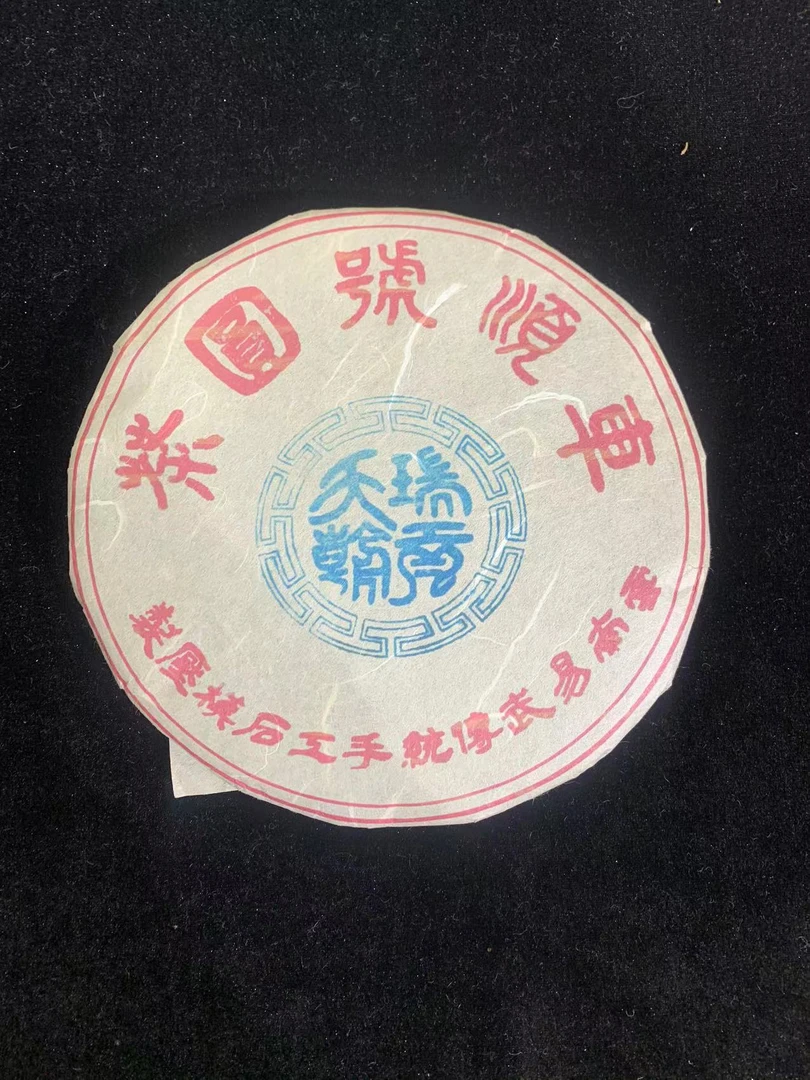 車順號圓茶
瑞貢
天朝
雲南易武傳統手工石模壓製